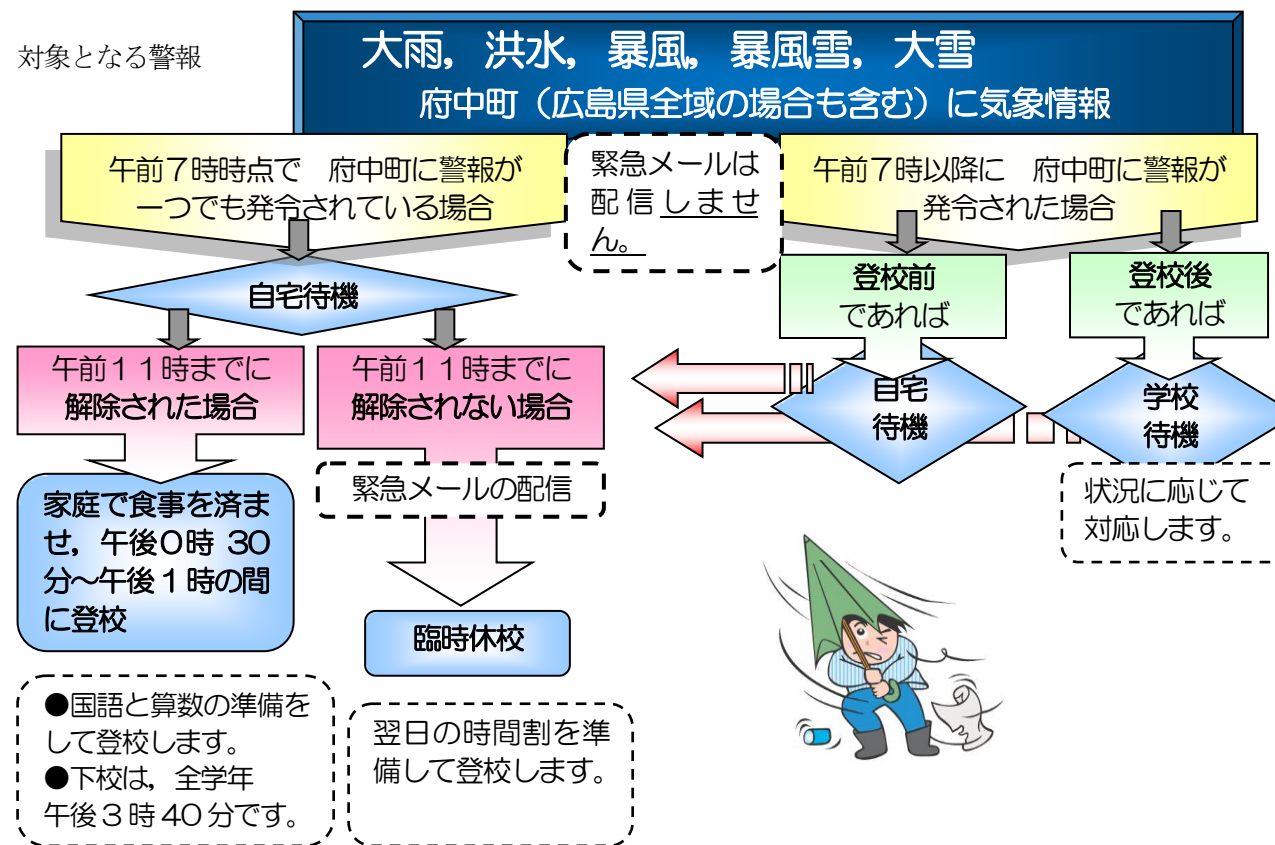 対象となる警報
大雨，洪水，暴風，暴風雪，大雪
府中町（広島県全域の場合も含む）に気象情報
午前７時時点で　府中町に警報が
一つでも発令されている場合
緊急メールは
配信しませ
ん。
午前７時以降に　府中町に警報が
発令された場合
自宅待機
登校前
であれば
登校後
であれば
午前１１時までに
解除された場合
午前１１時までに
解除されない場合
自宅
待機
学校
待機
緊急メールの配信
状況に応じて
対応します。
家庭で食事を済ま
せ，午後０時 30
分～午後１時の間
に登校
臨時休校
●国語と算数の準備を
して登校します。
●下校は，全学年
午後３時 40 分です。
翌日の時間割を準
備して登校します。